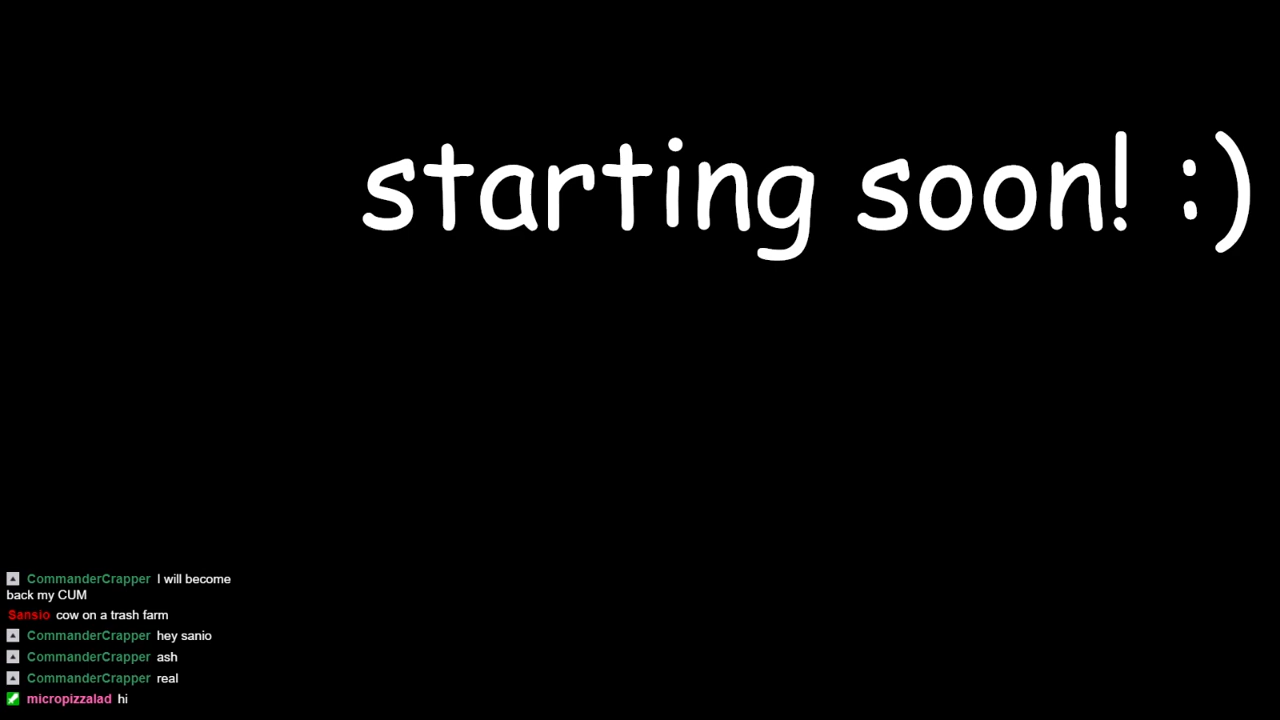 starting soon! :)
CommanderCrapper I will become
back my CUM
Sansio cow on a trash farm
CommanderCrapper hey sanio
CommanderCrapper ash
CommanderCrapper real
micropizzalad hi